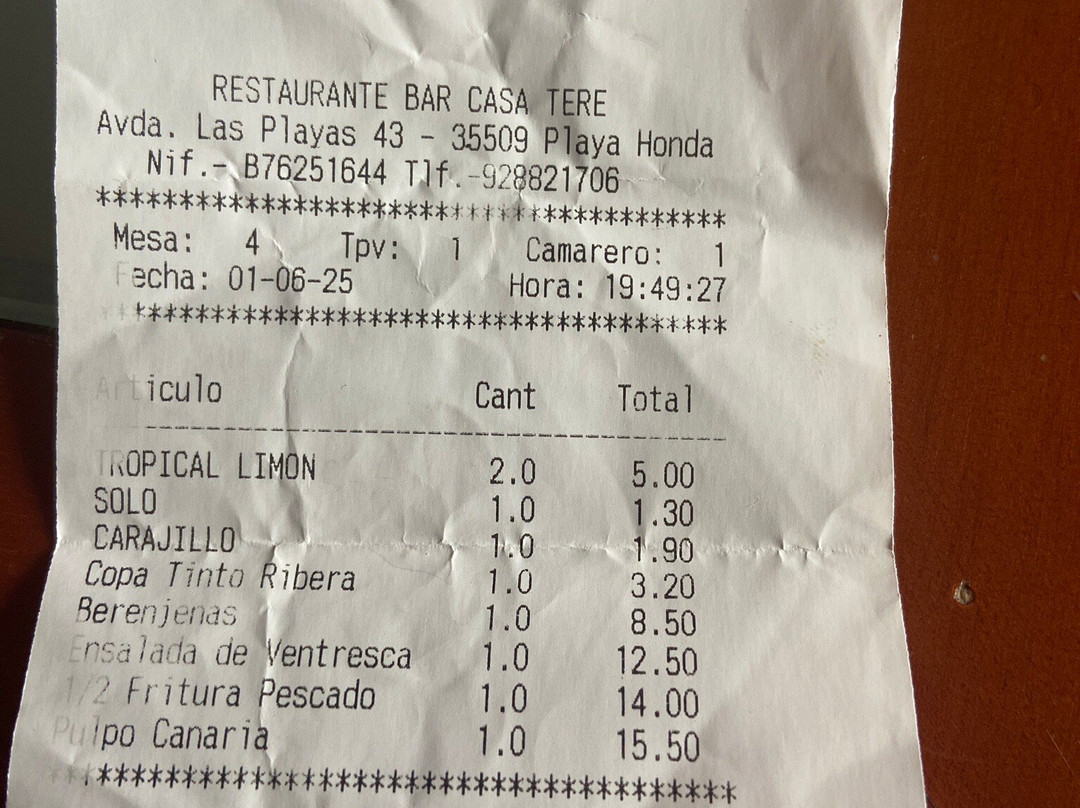 RESTAURANTE BAR CASA TERE
Avda. Las Playas 43 - 35509 Playa Honda
Nif.- B76251644 Tlf.-928821706
**************************************
Mesa: 4 Tpv: 1 Camarero: 1
Fecha: 01-06-25 Hora: 19:49:27
**************************************
Articulo Cant Total
--------------------------------------
TROPICAL LIMON 2.0 5.00
SOLO 1.0 1.30
CARAJILLO 1.0 1.90
Copa Tinto Ribera 1.0 3.20
Berenjenas 1.0 8.50
Ensalada de Ventresca 1.0 12.50
1/2 Fritura Pescado 1.0 14.00
Pulpo Canaria 1.0 15.50
**************************************